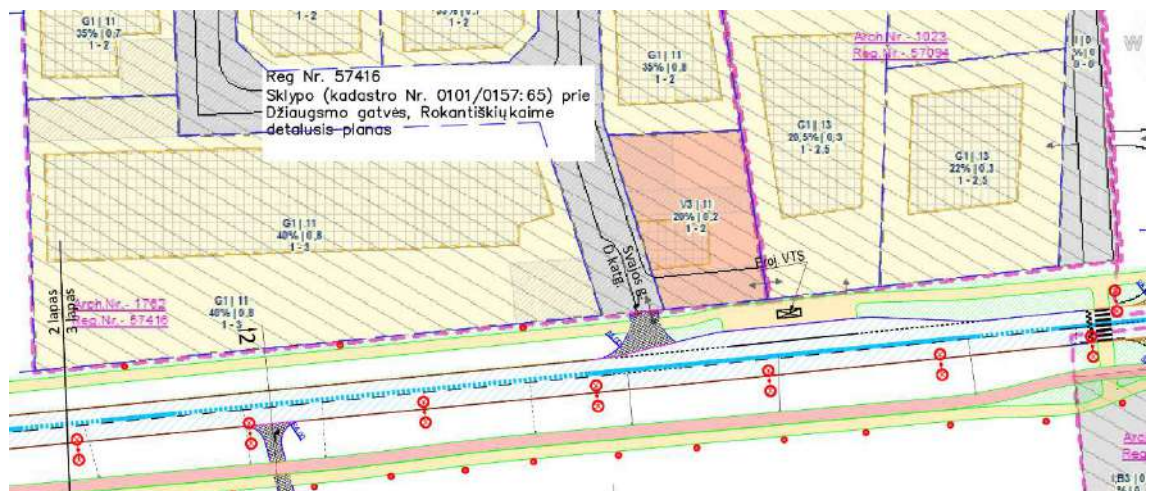 G1 | 11
35% | 0,7
1 - 2
1 - 2
1 - 2
G1 | 11
35% | 0,8
1 - 2
Arch.Nr.- 1023
Reg.Nr.- 57094
0 - 0
W
Reg Nr. 57416
Sklypo (kadastro Nr. 0101/0157:65) prie
Džiaugsmo gatvės, Rokantiškių kaime
detalusis planas
G1 | 13
20,5% | 0,3
1 - 2,5
G1 | 13
22% | 0,3
1 - 2,5
V3 | 11
20% | 0,2
1 - 2
G1 | 11
40% | 0,8
1 - 3
Svajos g.
D katg.
Proj. VTS
2 lapas
3 lapas
Arch.Nr.- 1762
Reg.Nr.- 57416
G1 | 11
40% | 0,8
1 - 3
12